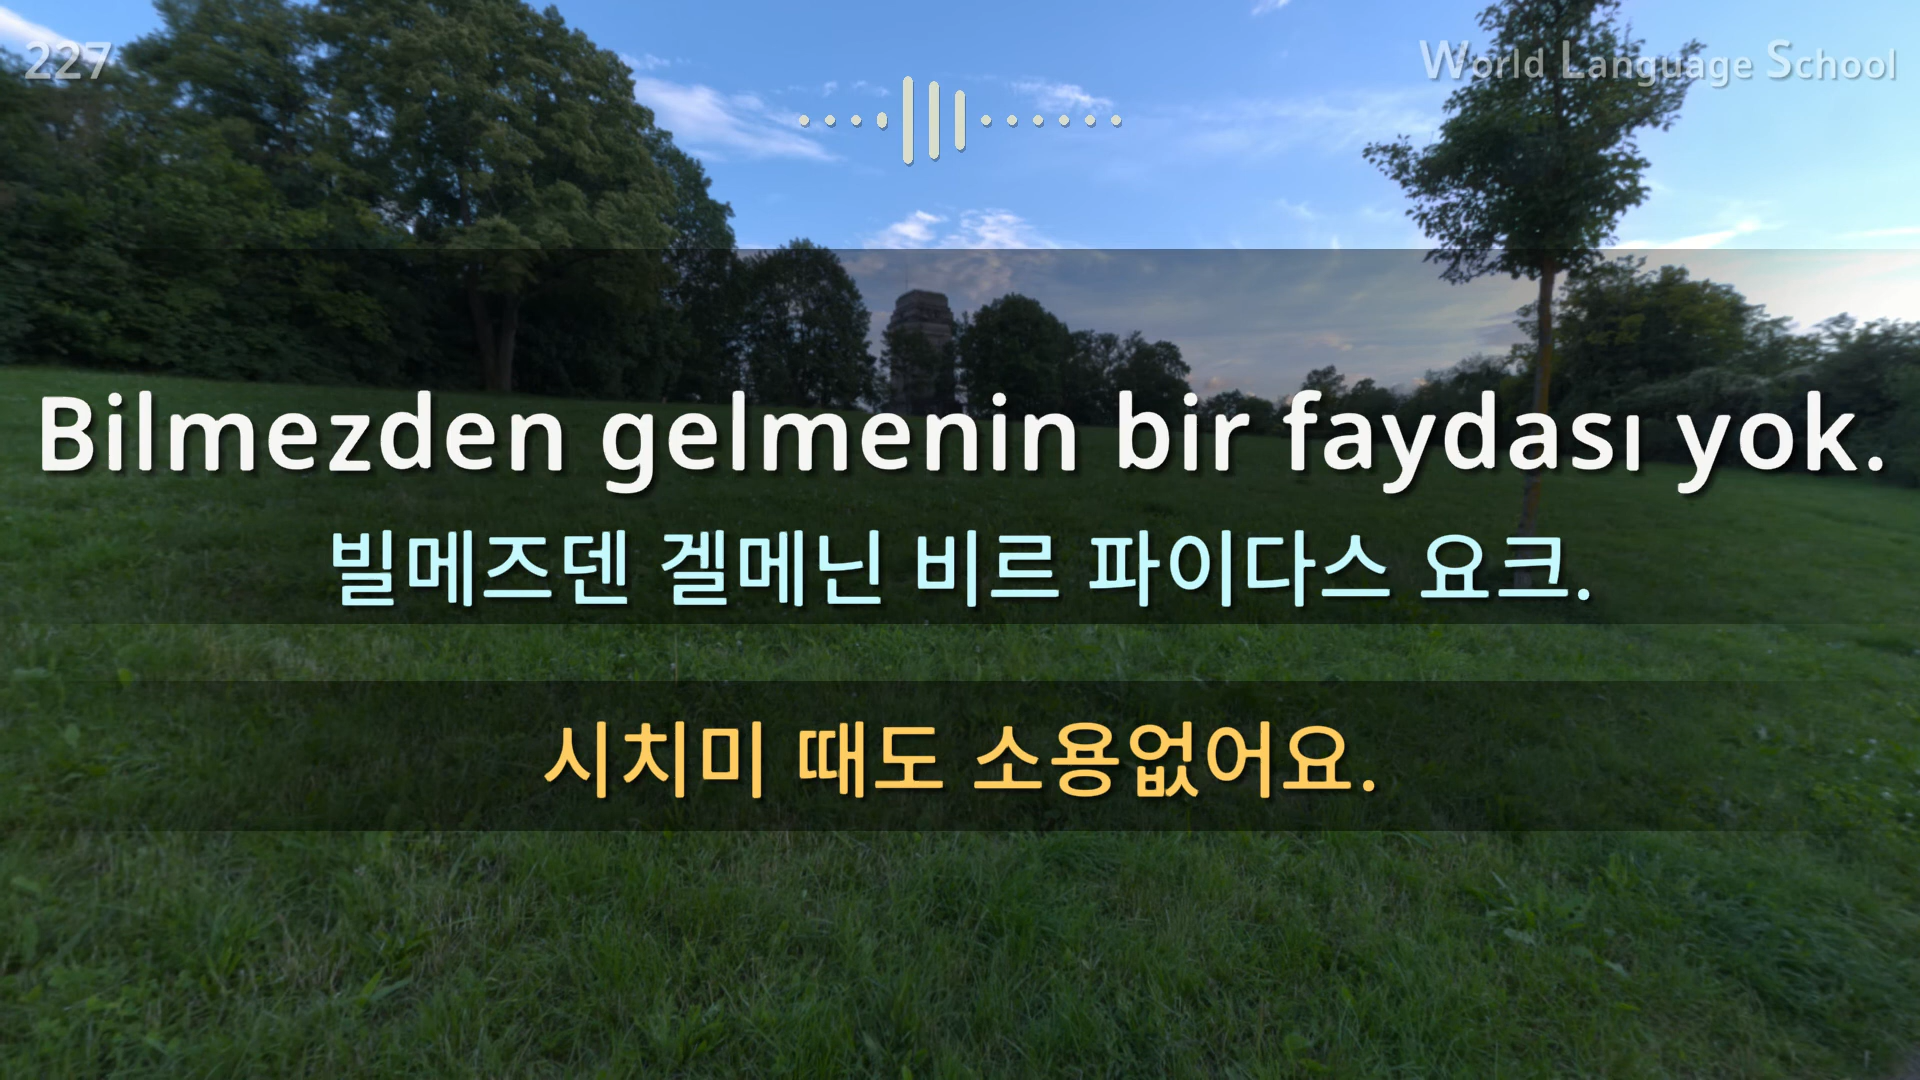 227
World Language School
Bilmezden gelmenin bir faydası yok.
빌메즈덴 겔메닌 비르 파이다스 요크.
시치미 때도 소용없어요.